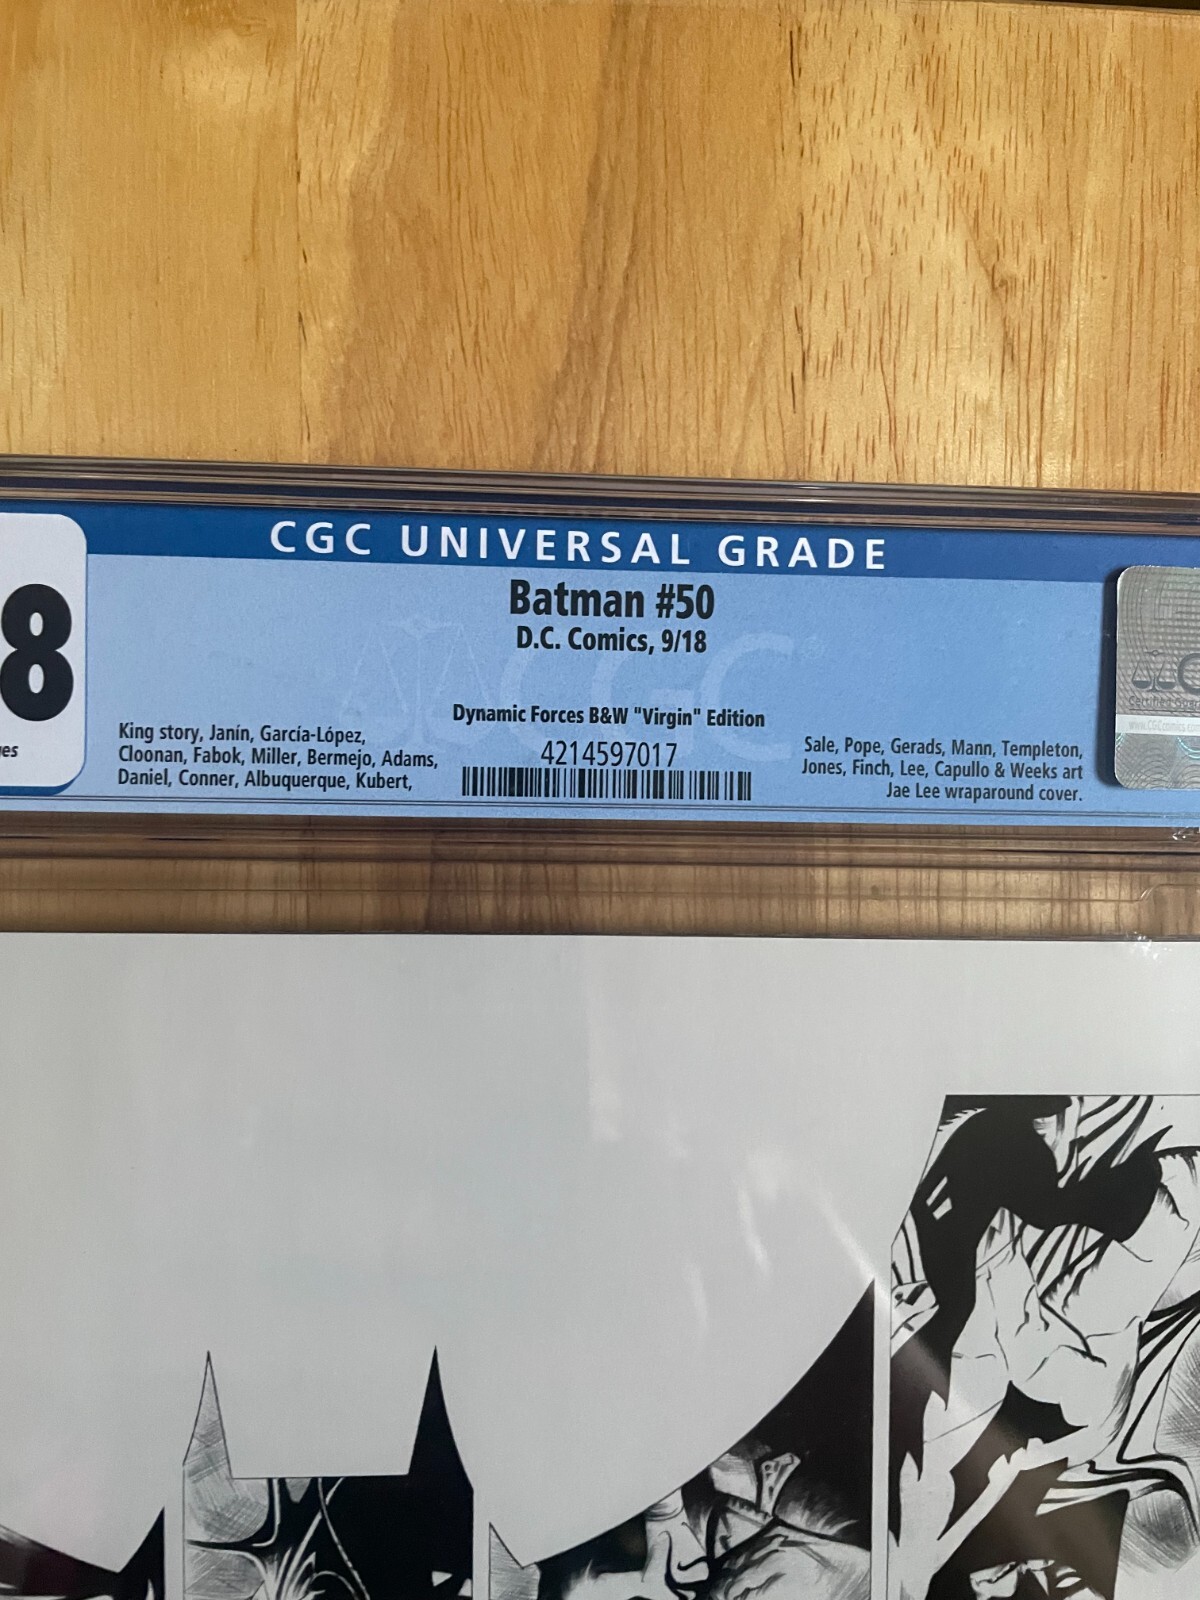 CGC UNIVERSAL GRADE
8
Batman #50
D.C. Comics, 9/18
Dynamic Forces B&W "Virgin" Edition
4214597017
King story, Janín, García-López,
Cloonan, Fabok, Miller, Bermejo, Adams,
Daniel, Conner, Albuquerque, Kubert,
Sale, Pope, Gerads, Mann, Templeton,
Jones, Finch, Lee, Capullo & Weeks art
Jae Lee wraparound cover.
CGC